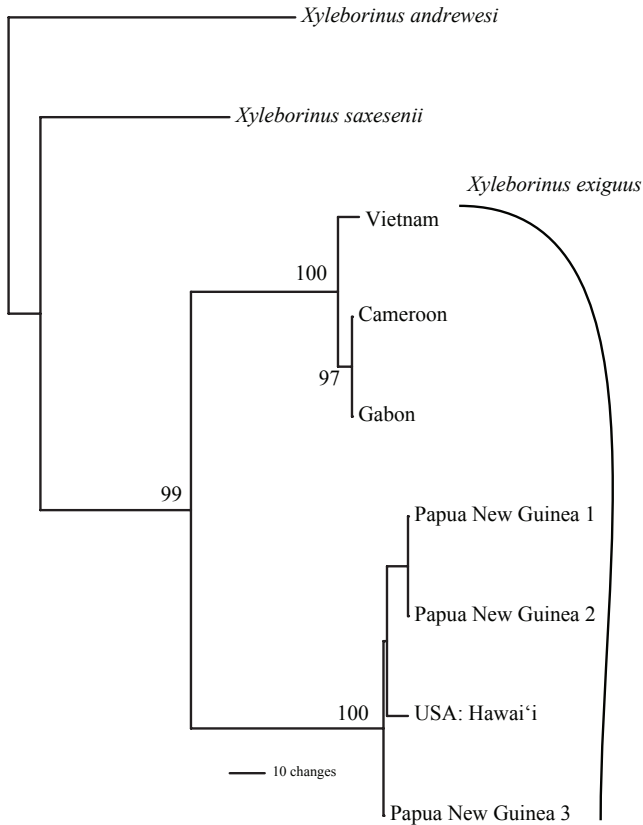 Xyleborinus andrewesi
Xyleborinus saxesenii
Xyleborinus exiguus
Vietnam
100
Cameroon
97
Gabon
99
Papua New Guinea 1
Papua New Guinea 2
100
USA: Hawai‘i
10 changes
Papua New Guinea 3